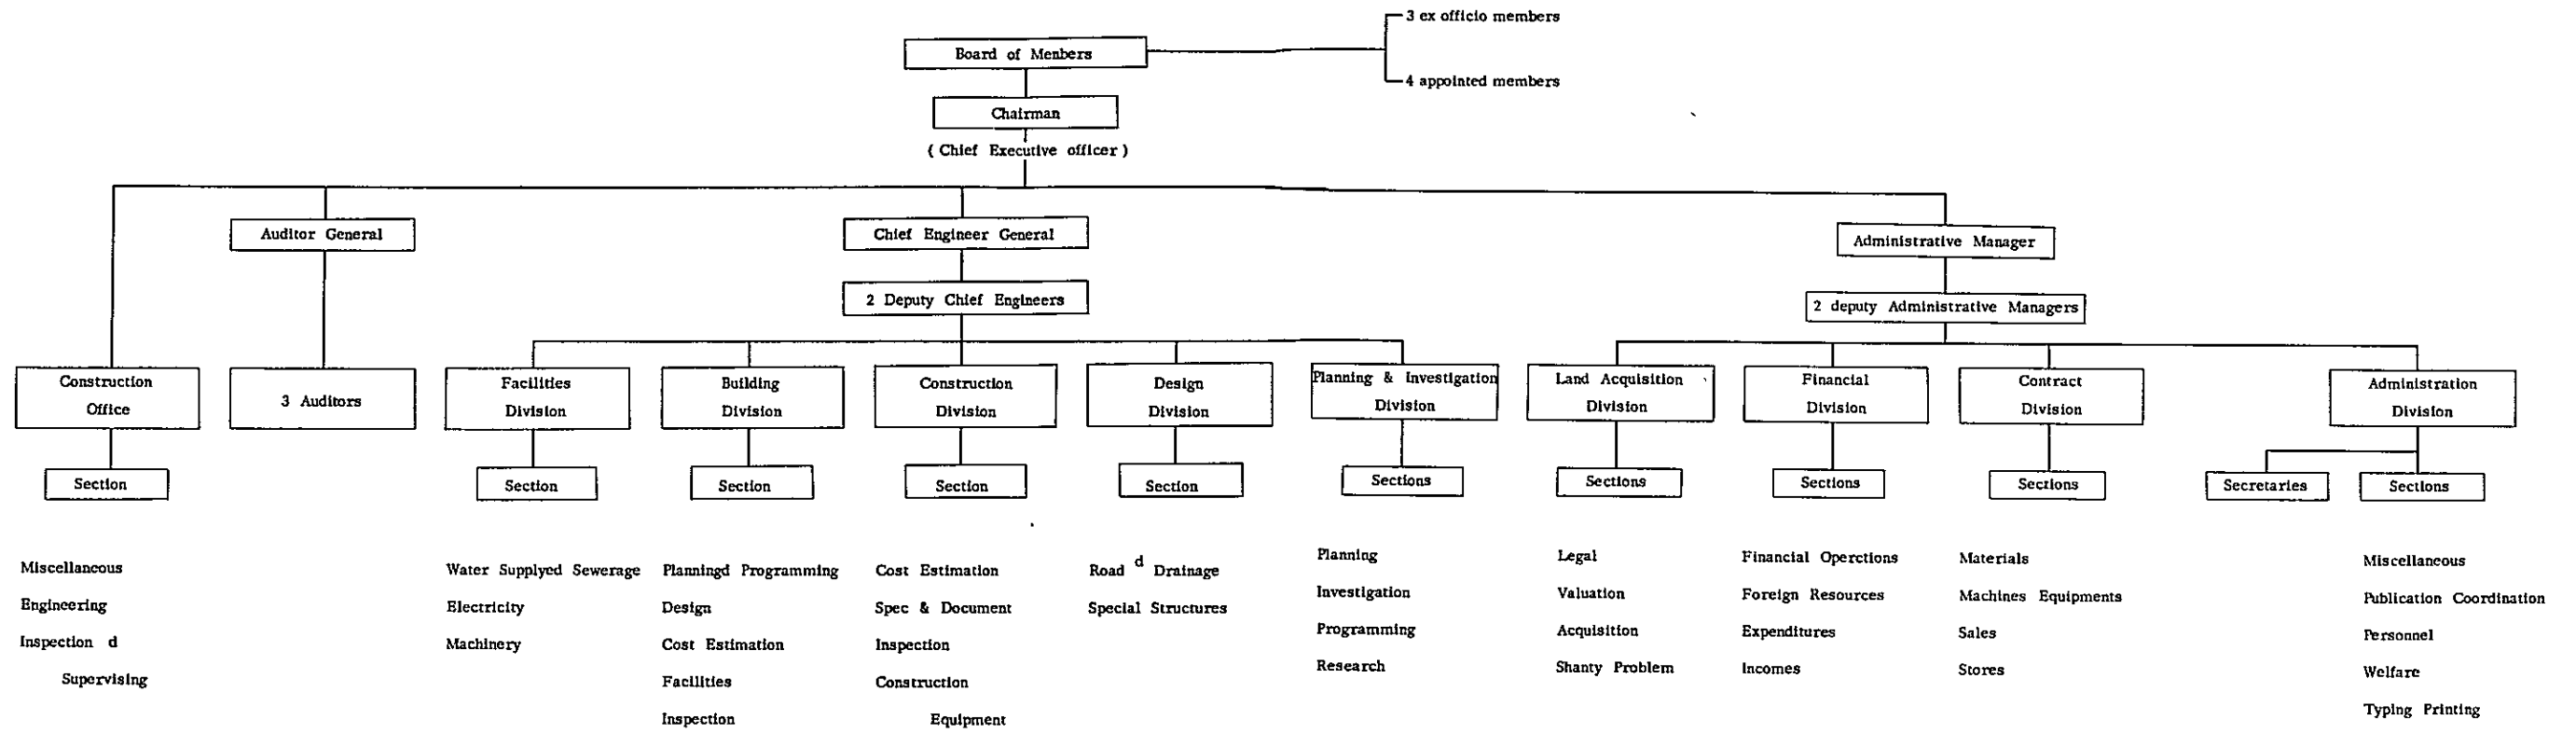 3 ex officio members
Board of Menbers
4 appointed members
Chairman
( Chief Executive officer )
Auditor General
Chief Engineer General
Administrative Manager
2 Deputy Chief Engineers
2 deputy Administrative Managers
Construction
Office
3 Auditors
Facilities
Division
Building
Division
Construction
Division
Design
Division
Planning & Investigation
Division
Land Acquisition
Division
Financial
Division
Contract
Division
Administration
Division
Section
Section
Section
Section
Section
Sections
Sections
Sections
Sections
Secretaries
Sections
Miscellaneous
Engineering
Inspection d
Supervising
Water Supplyed Sewerage
Electricity
Machinery
Planningd Programming
Design
Cost Estimation
Facilities
Inspection
Cost Estimation
Spec & Document
Inspection
Construction
Equipment
Road d Drainage
Special Structures
Planning
Investigation
Programming
Research
Legal
Valuation
Acquisition
Shanty Problem
Financial Operctions
Foreign Resources
Expenditures
Incomes
Materials
Machines Equipments
Sales
Stores
Miscellaneous
Publication Coordination
Personnel
Welfare
Typing Printing